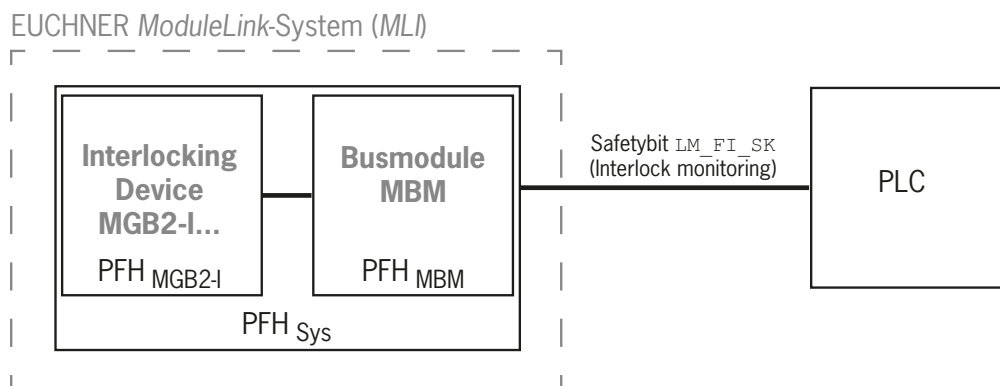 EUCHNER ModuleLink-System (MLI)
Interlocking
Device
MGB2-I...
PFH MGB2-I
Busmodule
MBM
PFH MBM
PFH Sys
Safetybit LM_FI_SK
(Interlock monitoring)
PLC